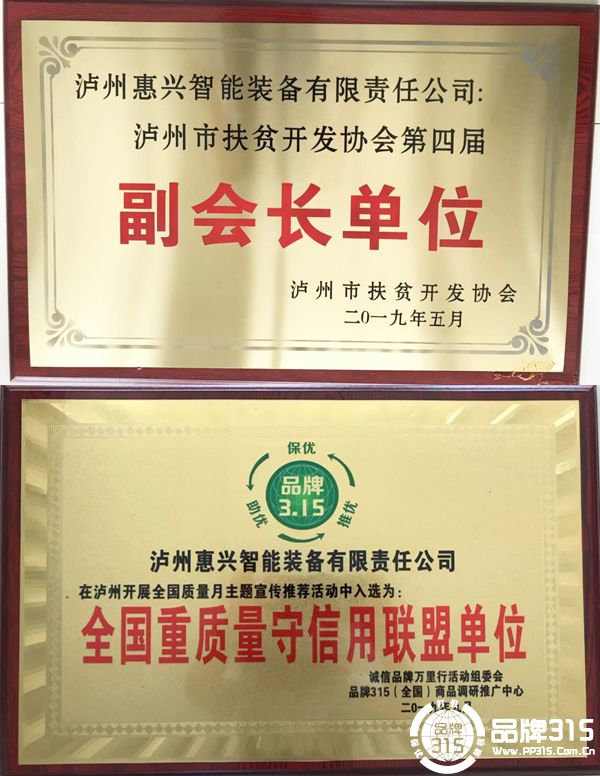 泸州惠兴智能装备有限责任公司:
泸州市扶贫开发协会第四届
副会长单位
泸州市扶贫开发协会
二0一九年五月
保优
品牌
3.15
助优
推优
泸州惠兴智能装备有限责任公司
在泸州开展全国质量月主题宣传推荐活动中入选为:
全国重质量守信用联盟单位
诚信品牌万里行活动组委会
品牌315（全国）商品调研推广中心
品牌315
Www.PP315.Com.Cn